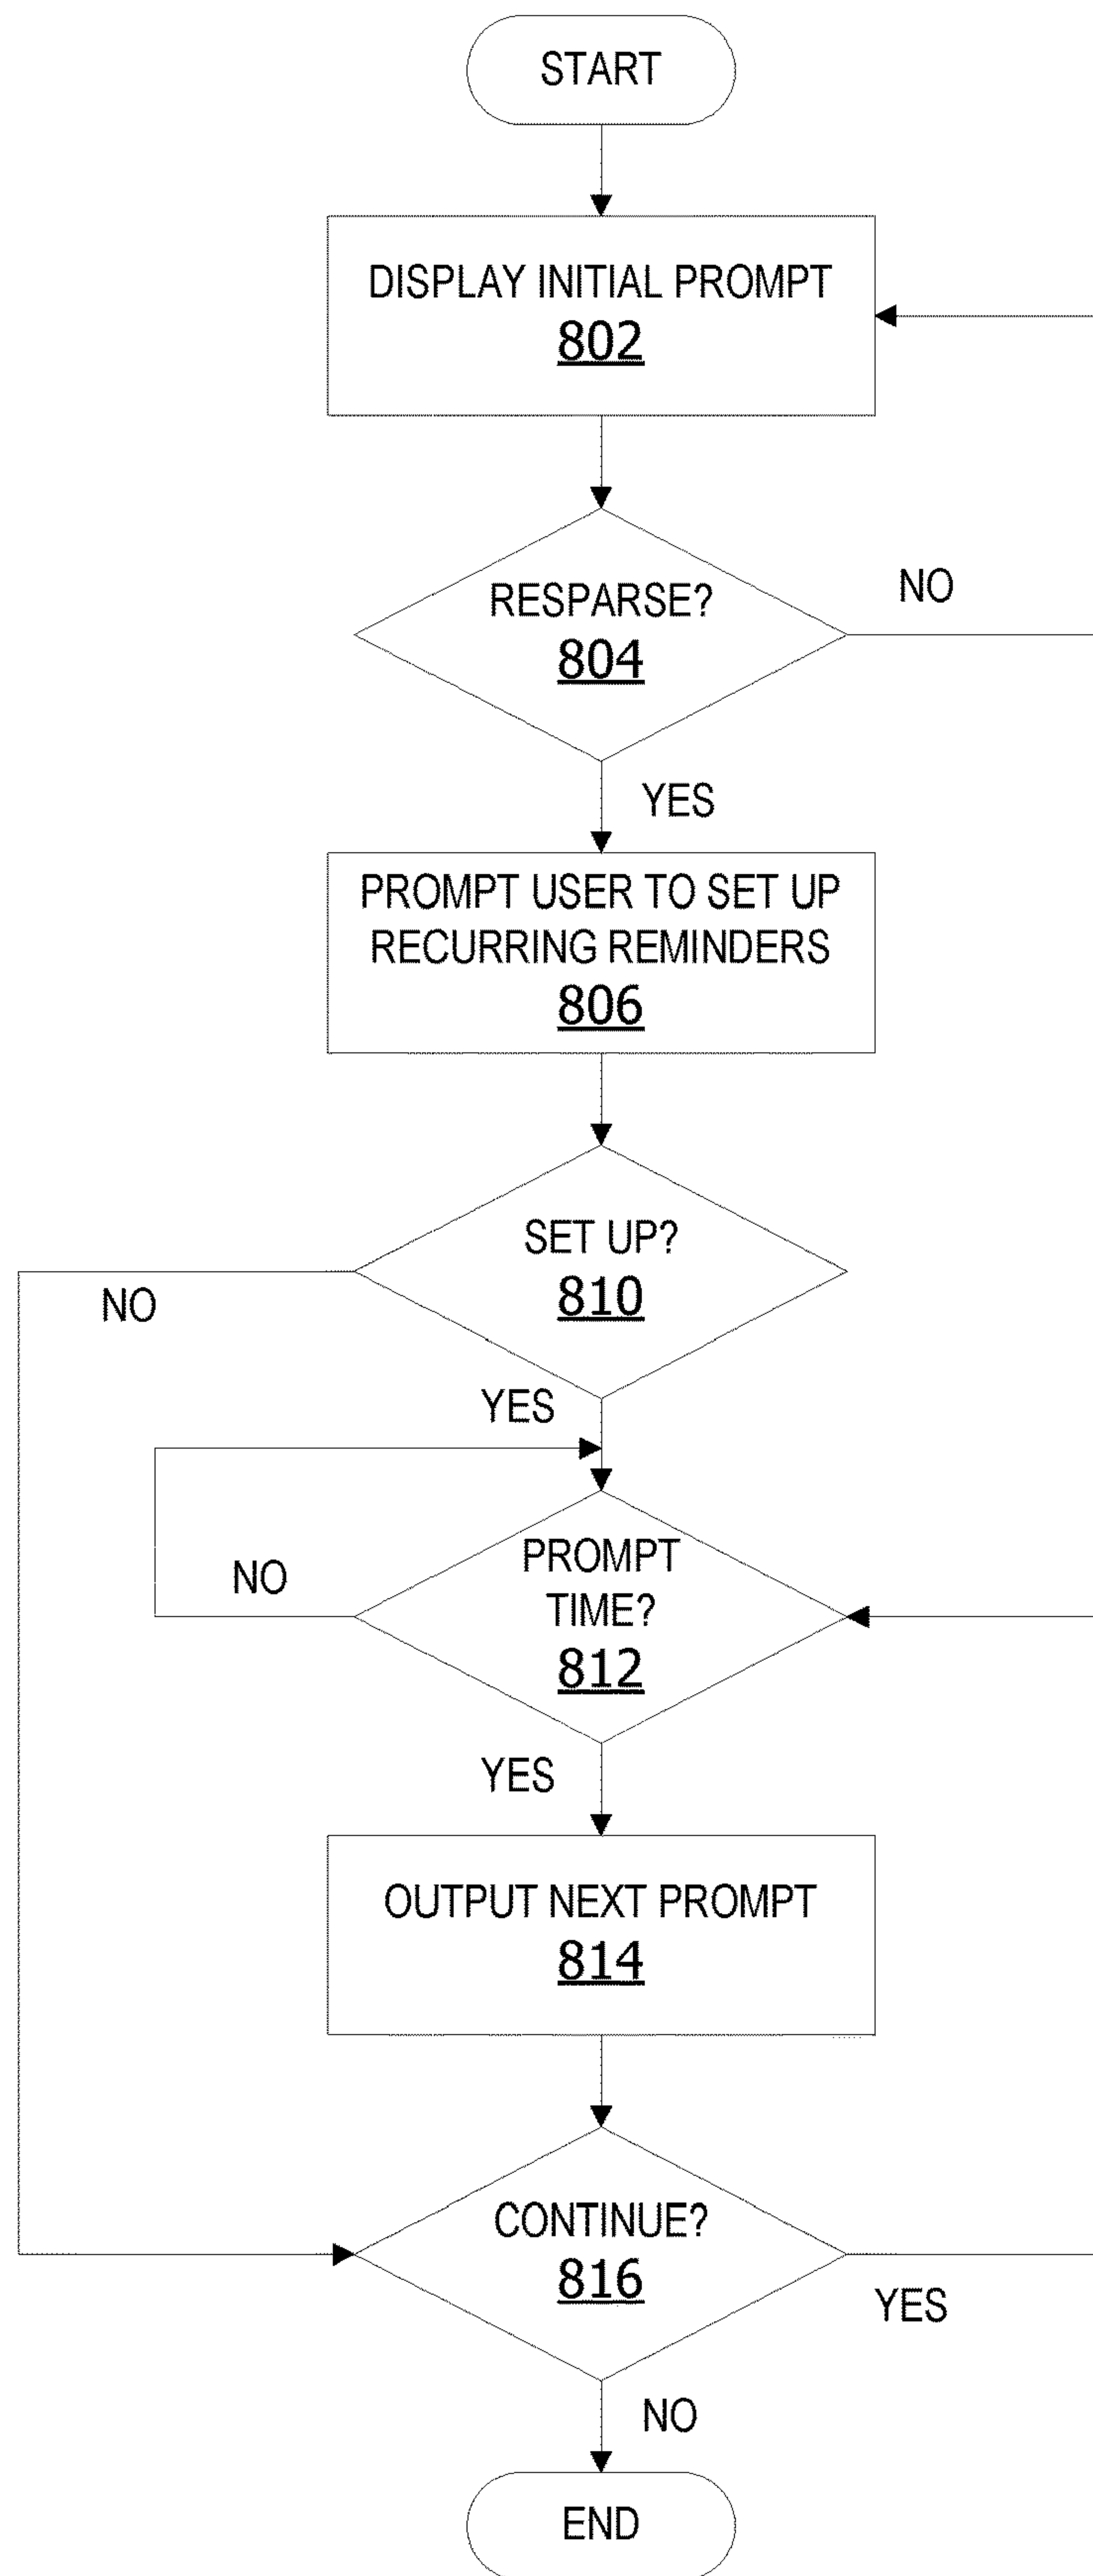 START
DISPLAY INITIAL PROMPT
802
RESPARSE?
804
NO
YES
PROMPT USER TO SET UP
RECURRING REMINDERS
806
SET UP?
810
NO
YES
PROMPT
TIME?
812
NO
YES
OUTPUT NEXT PROMPT
814
CONTINUE?
816
YES
NO
END